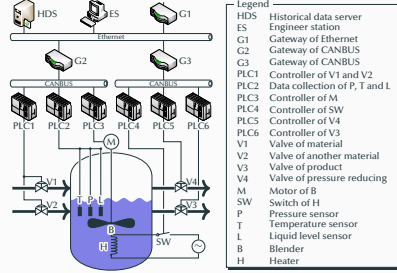 HDS
ES
G1
Ethernet
G2
G3
CANBUS
CANBUS
PLC1 PLC2 PLC3 PLC4 PLC5 PLC6
M
V1
V4
T P L
V2
V3
B
H
SW
Legend
HDS Historical data server
ES Engineer station
G1 Gateway of Ethernet
G2 Gateway of CANBUS
G3 Gateway of CANBUS
PLC1 Controller of V1 and V2
PLC2 Data collection of P, T and L
PLC3 Controller of M
PLC4 Controller of SW
PLC5 Controller of V4
PLC6 Controller of V3
V1 Valve of material
V2 Valve of another material
V3 Valve of product
V4 Valve of pressure reducing
M Motor of B
SW Switch of H
P Pressure sensor
T Temperature sensor
L Liquid level sensor
B Blender
H Heater